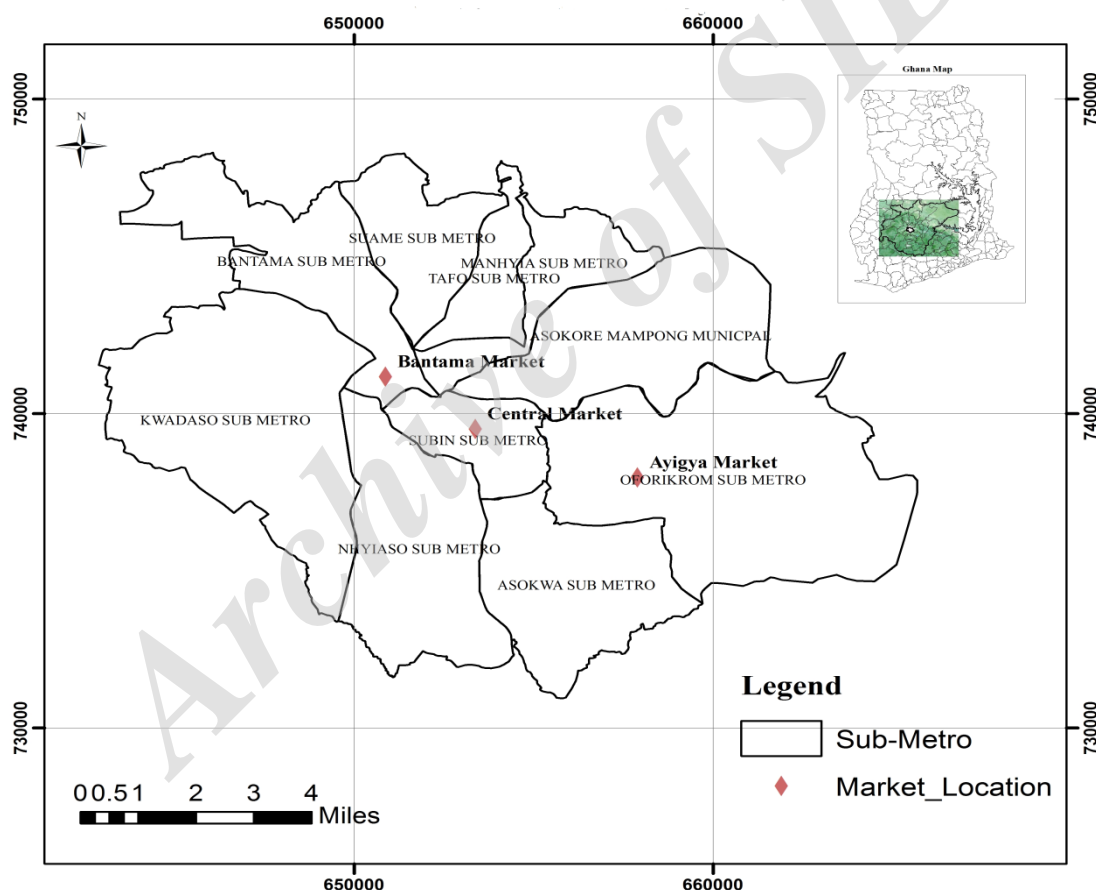 650000
660000
750000
750000
Ghana Map
N
SUAME SUB METRO
BANTAMA SUB METRO
MANHYIA SUB METRO
TAFO SUB METRO
ASOKORE MAMPONG MUNICPAL
Bantama Market
740000
740000
Central Market
KWADASO SUB METRO
SUBIN SUB METRO
Ayigya Market
OFORIKROM SUB METRO
NHYIASO SUB METRO
ASOKWA SUB METRO
Legend
Sub-Metro
Market_Location
730000
730000
0 0.5 1 2 3 4
Miles
650000
660000
Archive of